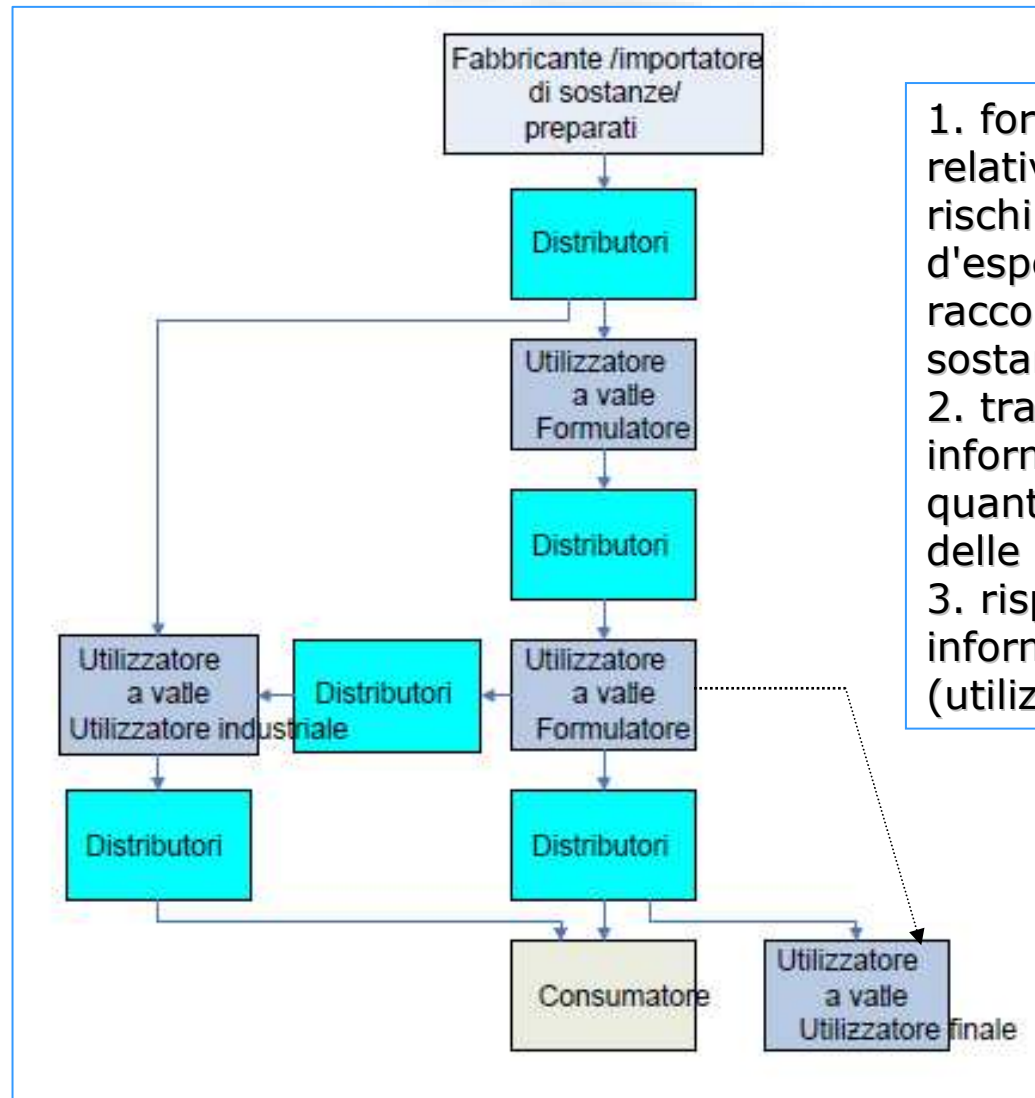 Fabbricante /importatore
di sostanze/
preparati
Distributori
Utilizzatore
a valle
Formulatore
Distributori
Utilizzatore
a valle
Utilizzatore industriale
Distributori
Utilizzatore
a valle
Formulatore
Distributori
Distributori
Consumatore
Utilizzatore
a valle
Utilizzatore finale
1. for
relativ
rischi
d'espo
racco
sosta
2. tra
inforn
quant
delle
3. risp
inforn
(utiliz